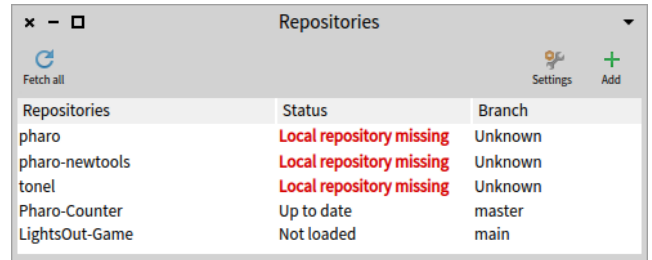 Repositories
Fetch all Settings Add
Repositories Status Branch
pharo Local repository missing Unknown
pharo-newtools Local repository missing Unknown
tonel Local repository missing Unknown
Pharo-Counter Up to date master
LightsOut-Game Not loaded main